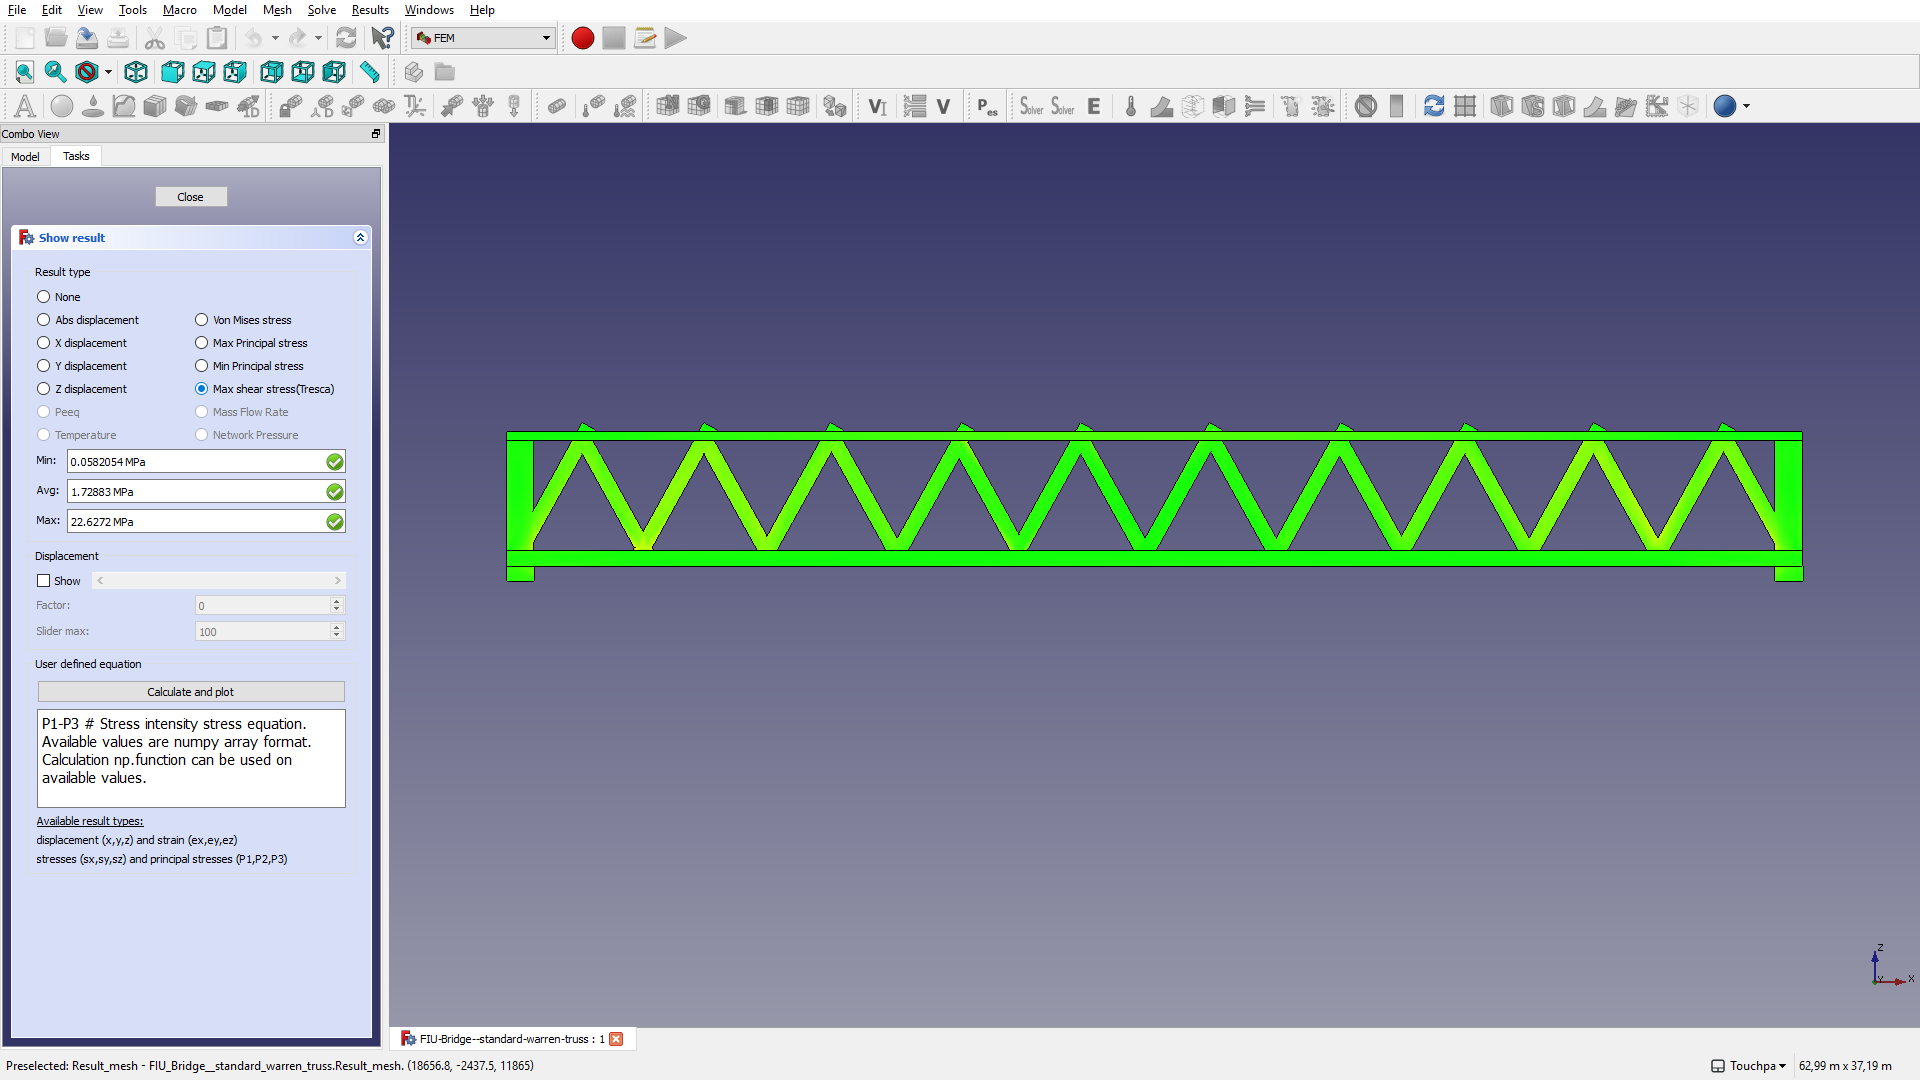 File Edit View Tools Macro Model Mesh Solve Results Windows Help
FEM
A VI V Pes Solver Solver E
Combo View
Model Tasks
Close
Show result
Result type
None
Abs displacement Von Mises stress
X displacement Max Principal stress
Y displacement Min Principal stress
Z displacement Max shear stress(Tresca)
Peeq Mass Flow Rate
Temperature Network Pressure
Min: 0.0582054 MPa
Avg: 1.72883 MPa
Max: 22.6272 MPa
Displacement
Show
Factor: 0
Slider max: 100
User defined equation
Calculate and plot
P1-P3 # Stress intensity stress equation.
Available values are numpy array format.
Calculation np.function can be used on
available values.
Available result types:
displacement (x,y,z) and strain (ex,ey,ez)
stresses (sx,sy,sz) and principal stresses (P1,P2,P3)
Z
Y X
FIU-Bridge--standard-warren-truss : 1
Preselected: Result_mesh - FIU_Bridge__standard_warren_truss.Result_mesh. (18656.8, -2437.5, 11865)
Touchpa 62,99 m x 37,19 m